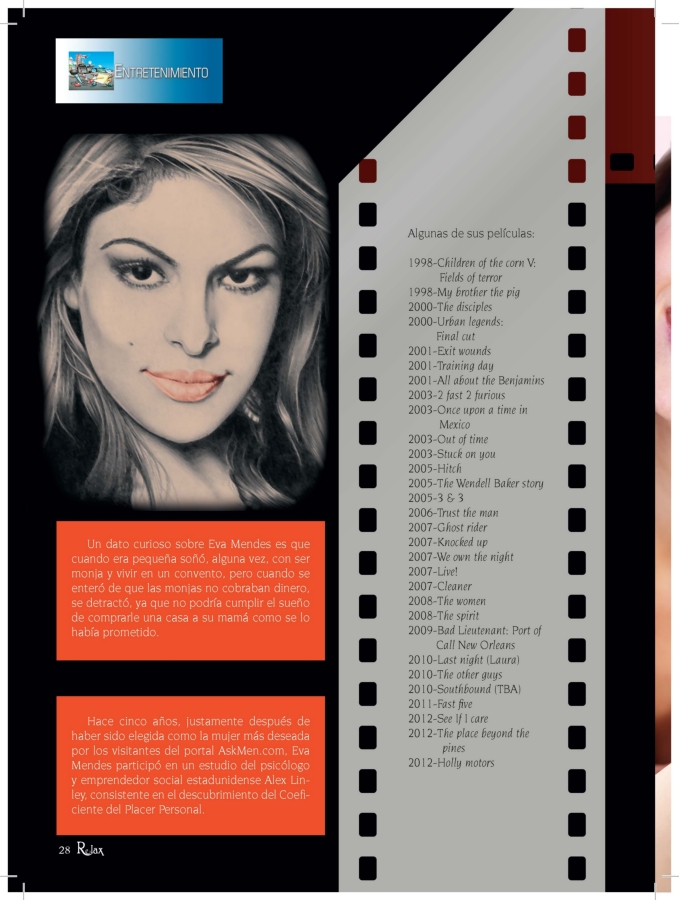 ENTRETENIMIENTO
Un dato curioso sobre Eva Mendes es que
cuando era pequeña soñó, alguna vez, con ser
monja y vivir en un convento, pero cuando se
enteró de que las monjas no cobraban dinero,
se detractó, ya que no podría cumplir el sueño
de comprarle una casa a su mamá como se lo
había prometido.
Hace cinco años, justamente después de
haber sido elegida como la mujer más deseada
por los visitantes del portal AskMen.com, Eva
Mendes participó en un estudio del psicólogo
y emprendedor social estadunidense Alex Lin-
ley, consistente en el descubrimiento del Coefi-
ciente del Placer Personal.
Algunas de sus películas:
1998-Children of the corn V:
Fields of terror
1998-My brother the pig
2000-The disciples
2000-Urban legends:
Final cut
2001-Exit wounds
2001-Training day
2001-All about the Benjamins
2003-2 fast 2 furious
2003-Once upon a time in
Mexico
2003-Out of time
2003-Stuck on you
2005-Hitch
2005-The Wendell Baker story
2005-3 & 3
2006-Trust the man
2007-Ghost rider
2007-Knocked up
2007-We own the night
2007-Live!
2007-Cleaner
2008-The women
2008-The spirit
2009-Bad Lieutenant: Port of
Call New Orleans
2010-Last night (Laura)
2010-The other guys
2010-Southbound (TBA)
2011-Fast five
2012-See If I care
2012-The place beyond the
pines
2012-Holly motors
28 Relax